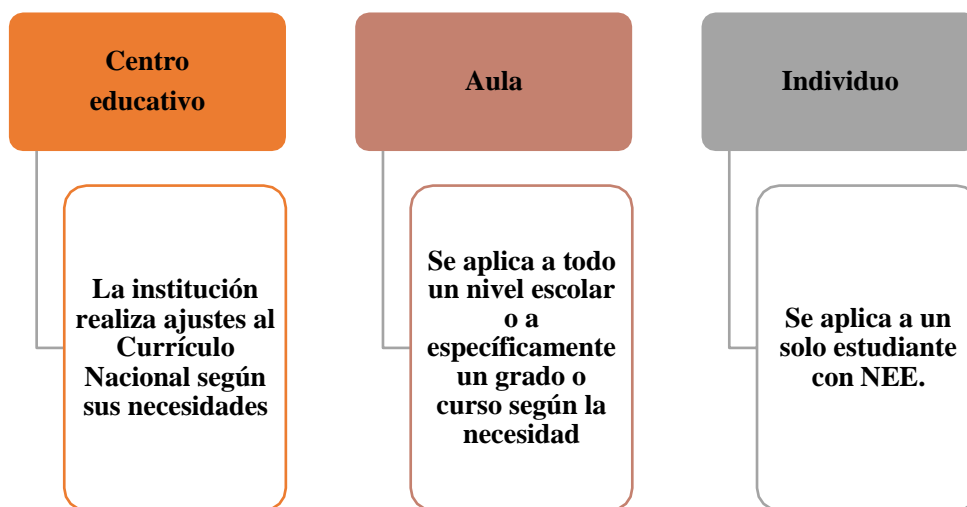 Centro
educativo
La institución
realiza ajustes al
Currículo
Nacional según
sus necesidades
Aula
Se aplica a todo
un nivel escolar
o a
específicamente
un grado o
curso según la
necesidad
Individuo
Se aplica a un
solo estudiante
con NEE.